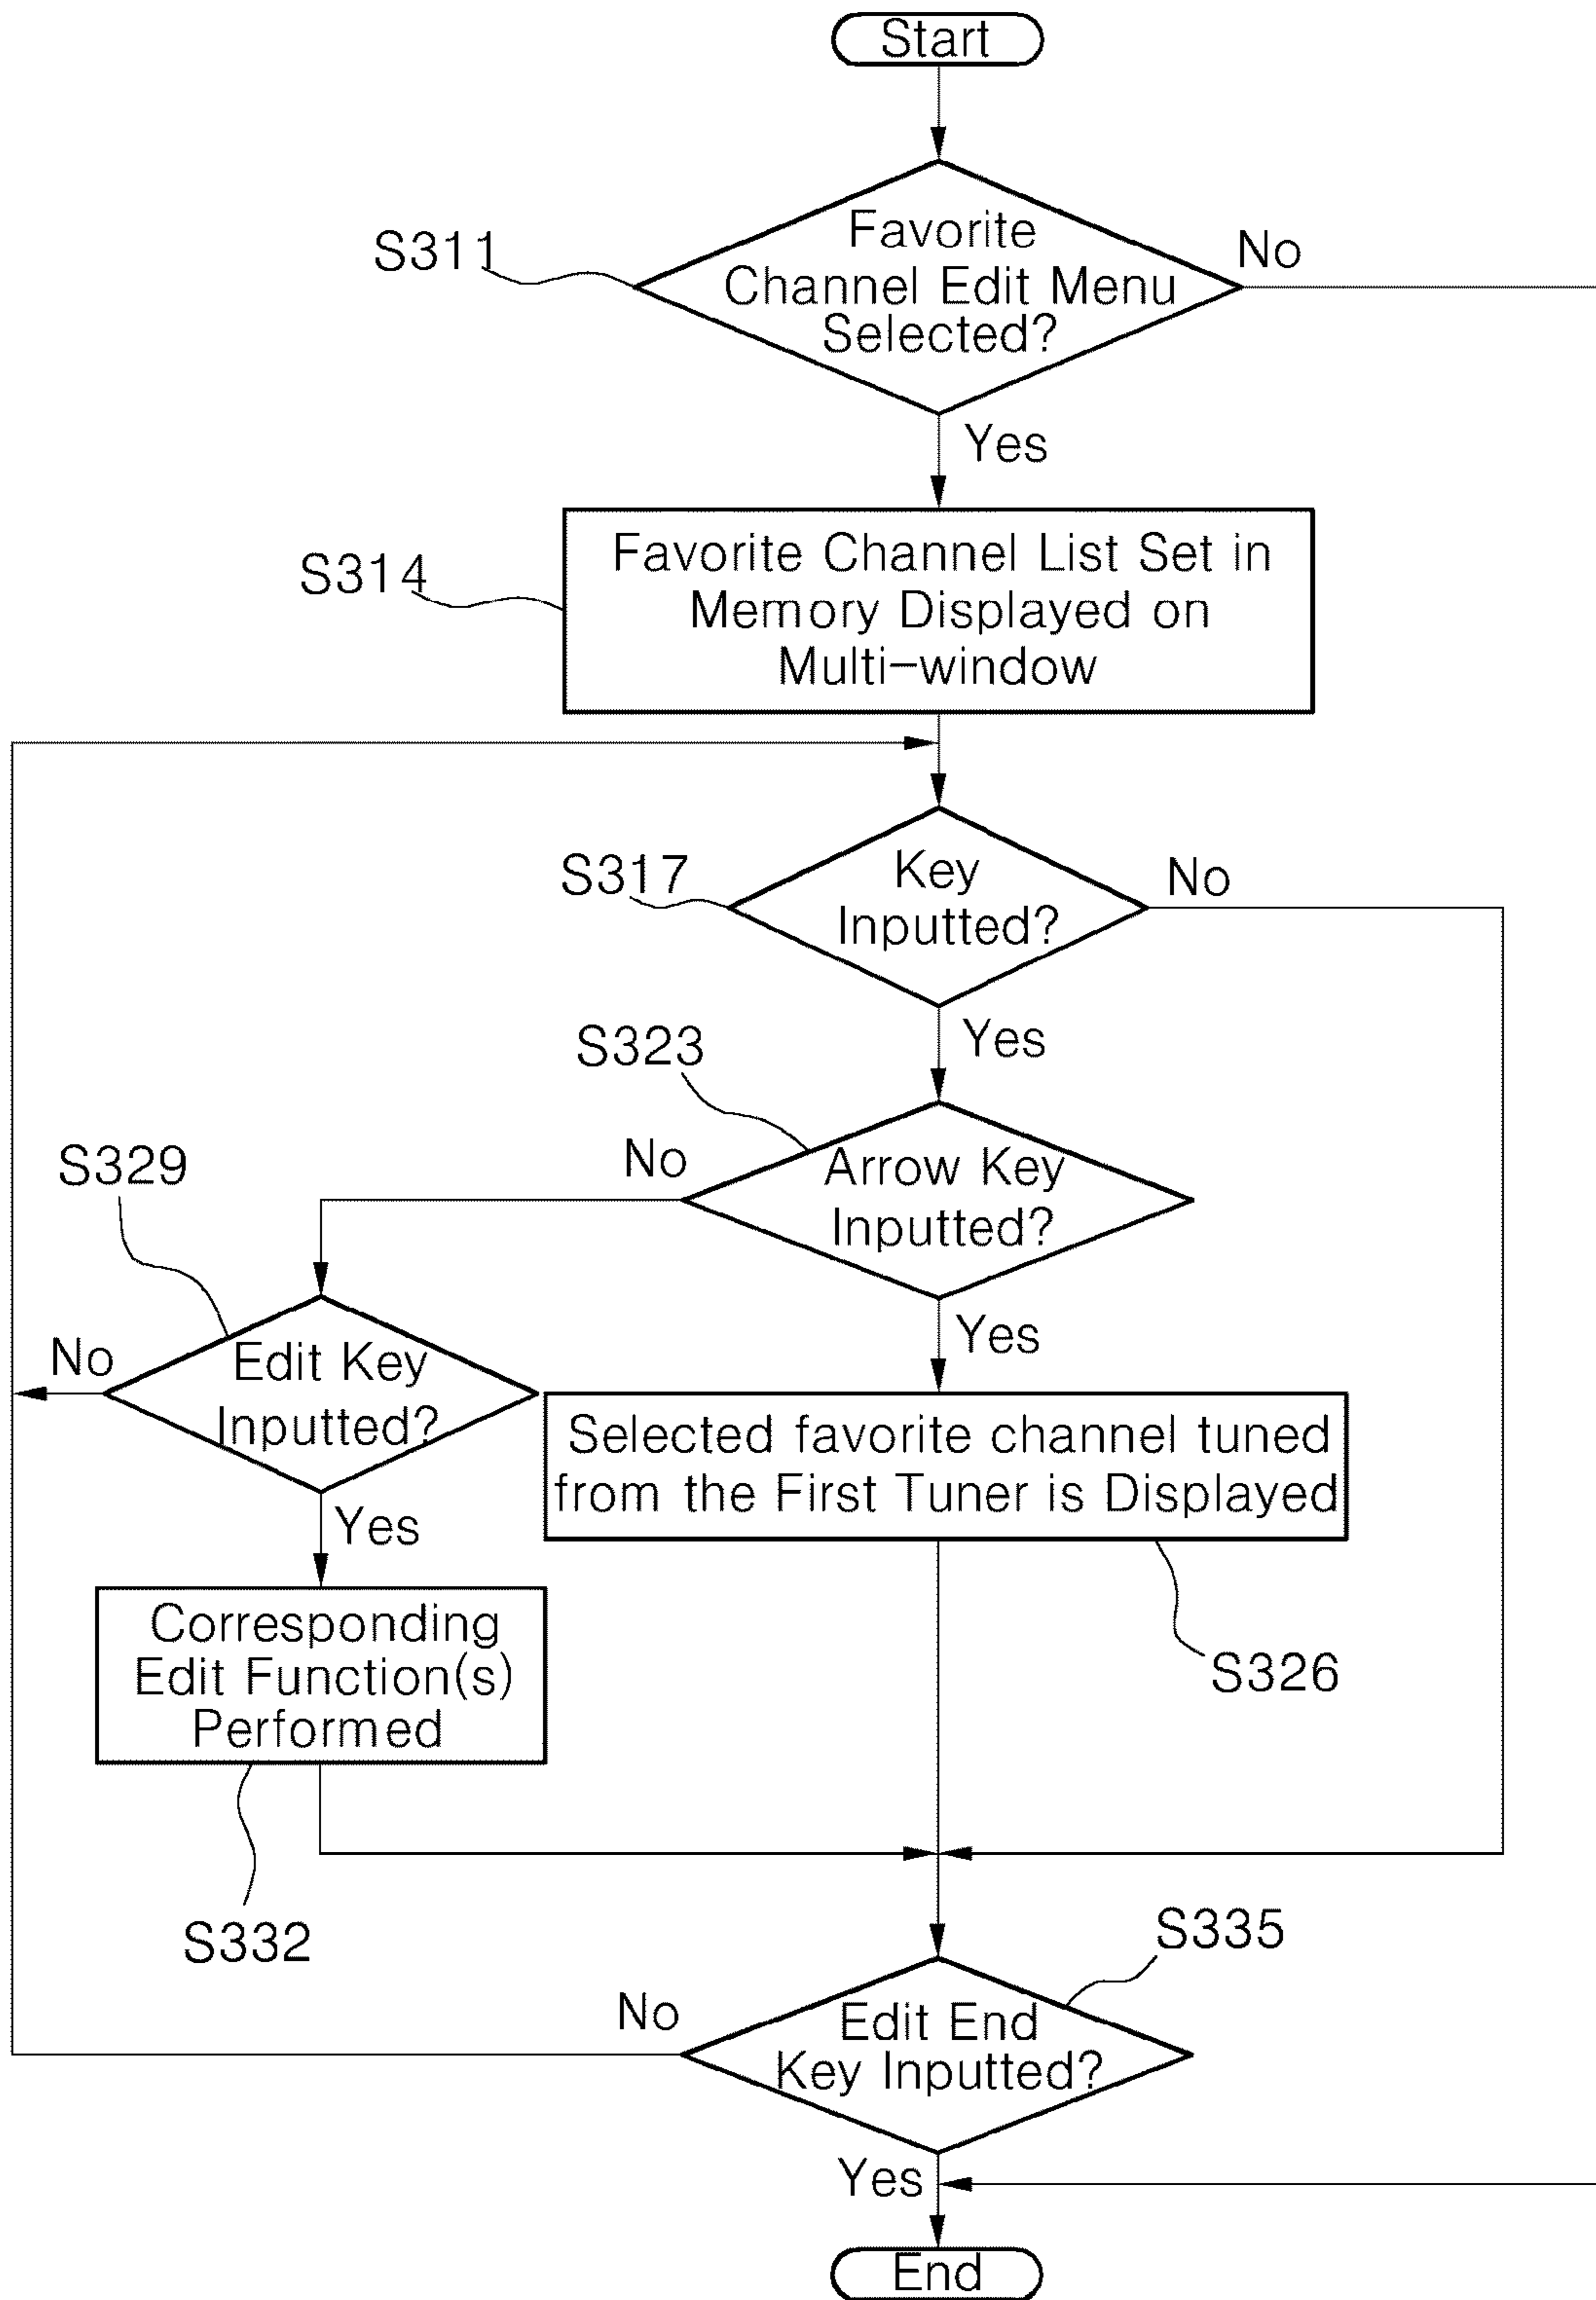 Start
S311
Favorite
Channel Edit Menu
Selected?
No
Yes
S314
Favorite Channel List Set in
Memory Displayed on
Multi-window
S317
Key
Inputted?
No
Yes
S323
No
Arrow Key
Inputted?
S329
No
Edit Key
Inputted?
Yes
Selected favorite channel tuned
from the First Tuner is Displayed
Yes
Corresponding
Edit Function(s)
Performed
S326
S332
S335
No
Edit End
Key Inputted?
Yes
End